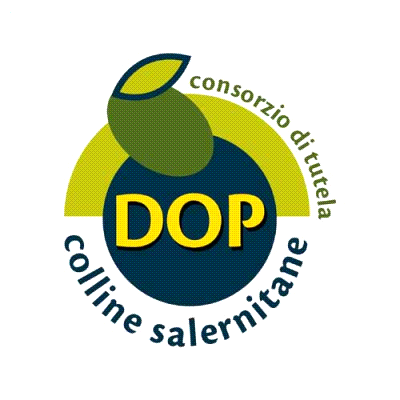 consorzio di tutela
DOP
colline salernitane